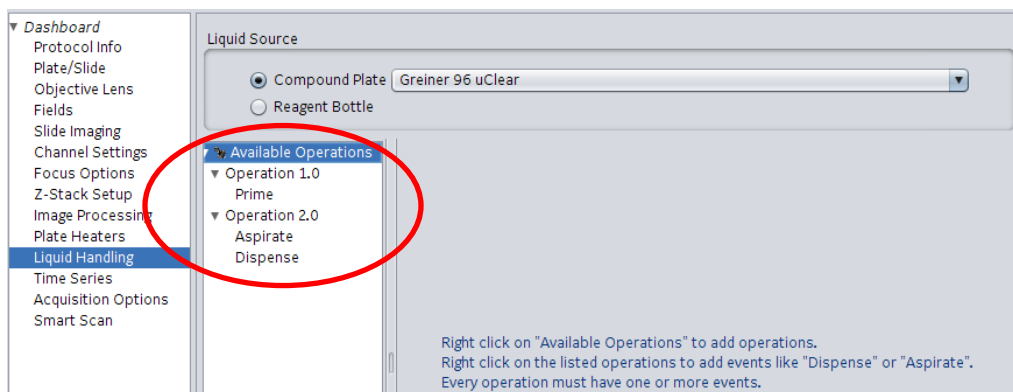 Dashboard
Protocol Info
Plate/Slide
Objective Lens
Fields
Slide Imaging
Channel Settings
Focus Options
Z-Stack Setup
Image Processing
Plate Heaters
Liquid Handling
Time Series
Acquisition Options
Smart Scan
Liquid Source
Compound Plate Greiner 96 uClear
Reagent Bottle
Available Operations
Operation 1.0
Prime
Operation 2.0
Aspirate
Dispense
Right click on "Available Operations" to add operations.
Right click on the listed operations to add events like "Dispense" or "Aspirate".
Every operation must have one or more events.